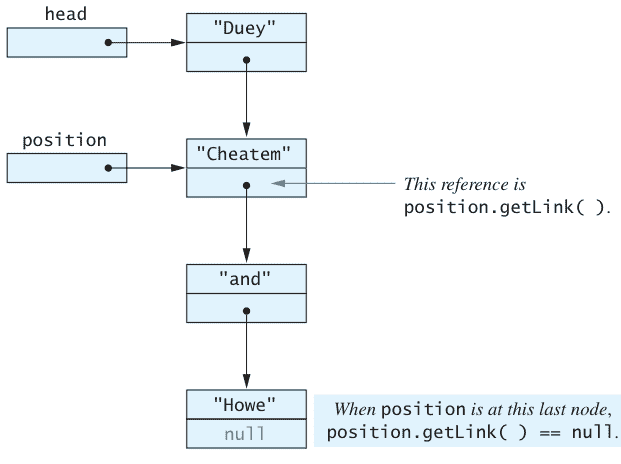 head
"Duey"
position
"Cheatem"
This reference is
position.getLink( ).
"and"
"Howe"
null
When position is at this last node,
position.getLink( ) == null.